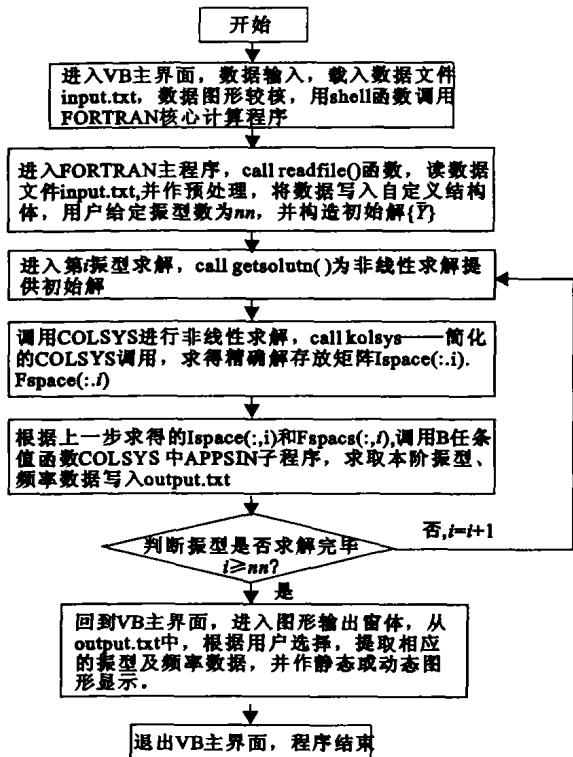 开始
进入VB主界面，数据输入，载入数据文件
input.txt，数据图形较核，用shell函数调用
FORTRAN核心计算程序
进入FORTRAN主程序，call readfile()函数，读数据
文件input.txt,并作预处理，将数据写入自定义结构
体，用户给定振型数为nn，并构造初始解{Ȳ}
进入第i振型求解，call getsolutn( )为非线性求解提
供初始解
调用COLSYS进行非线性求解，call kolsys——简化
的COLSYS调用，求得精确解存放矩阵Ispace(:.i).
Fspace(:.i)
根据上一步求得的Ispace(:,i)和Fspacs(:,i),调用B任条
值函数COLSYS 中APPSIN子程序，求取本阶振型、
频率数据写入output.txt
否,i=i+1
判断振型是否求解完毕
i≥nn?
是
回到VB主界面，进入图形输出窗体，从
output.txt中，根据用户选择，提取相应
的振型及频率数据，并作静态或动态图
形显示。
退出VB主界面，程序结束